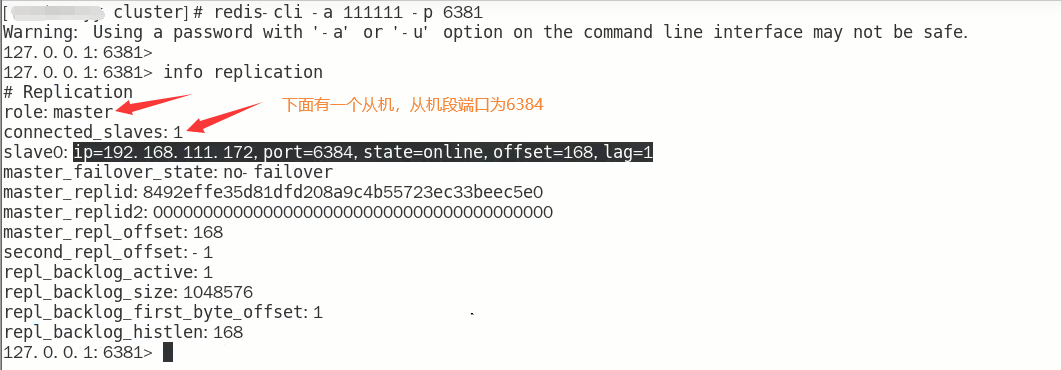 cluster]# redis-cli -a 111111 -p 6381
Warning: Using a password with '-a' or '-u' option on the command line interface may not be safe.
127.0.0.1:6381>
127.0.0.1:6381> info replication
# Replication
role:master
下面有一个从机，从机段端口为6384
connected_slaves:1
slave0:ip=192.168.111.172,port=6384,state=online,offset=168,lag=1
master_failover_state:no-failover
master_replid:8492effe35d81dfd208a9c4b55723ec33beec5e0
master_replid2:0000000000000000000000000000000000000000
master_repl_offset:168
second_repl_offset:-1
repl_backlog_active:1
repl_backlog_size:1048576
repl_backlog_first_byte_offset:1
repl_backlog_histlen:168
127.0.0.1:6381>